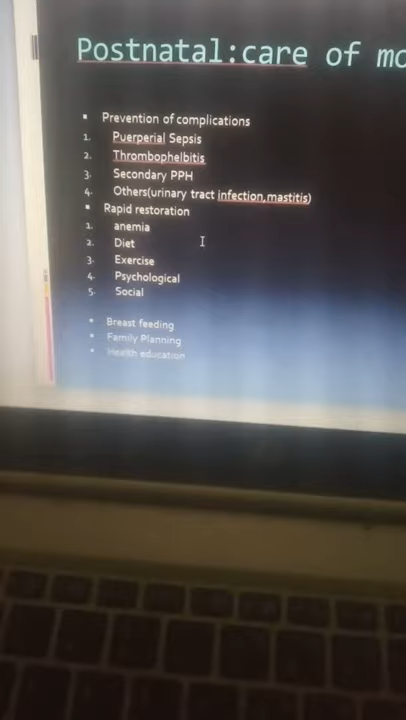 Postnatal:care of
▪ Prevention of complications
1. Puerperial Sepsis
2. Thrombophelbitis
3. Secondary PPH
4. Others(urinary tract infection,mastitis)
▪ Rapid restoration
1. anemia
2. Diet
3. Exercise
4. Psychological
5. Social
▪ Breast feeding
▪ Family Planning
▪ Health education